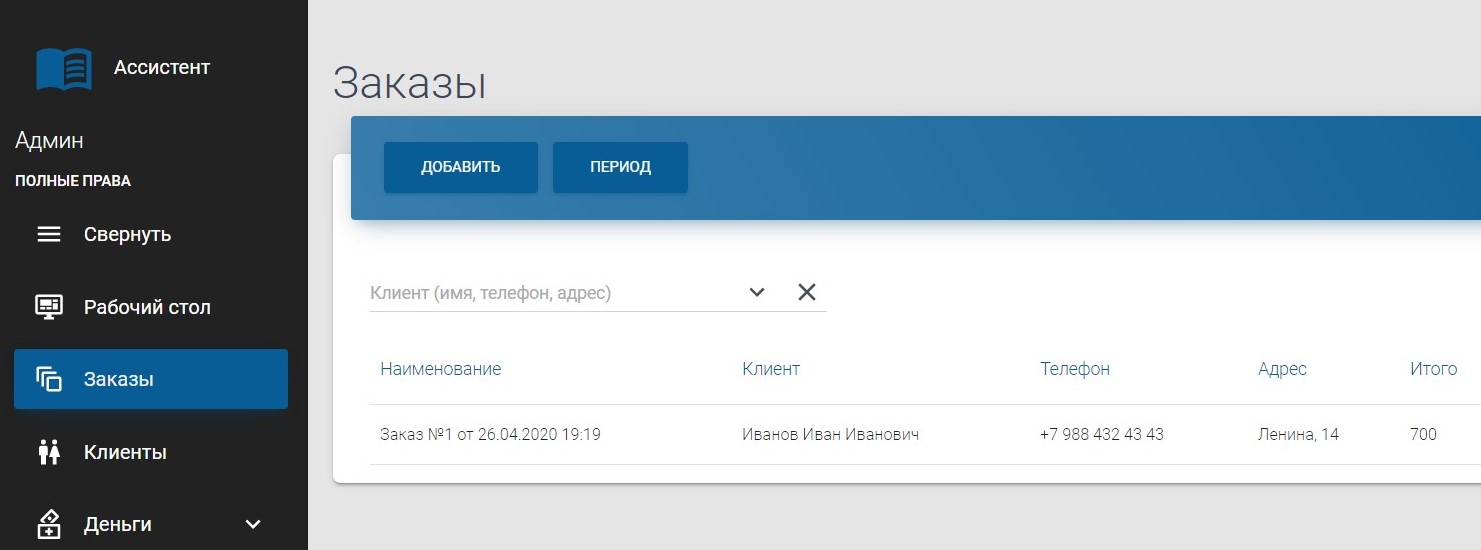 Ассистент
Админ
ПОЛНЫЕ ПРАВА
Свернуть
Рабочий стол
Заказы
Клиенты
Деньги
Заказы
ДОБАВИТЬ ПЕРИОД
Клиент (имя, телефон, адрес)
Наименование Клиент Телефон Адрес Итого
Заказ №1 от 26.04.2020 19:19 Иванов Иван Иванович +7 988 432 43 43 Ленина, 14 700